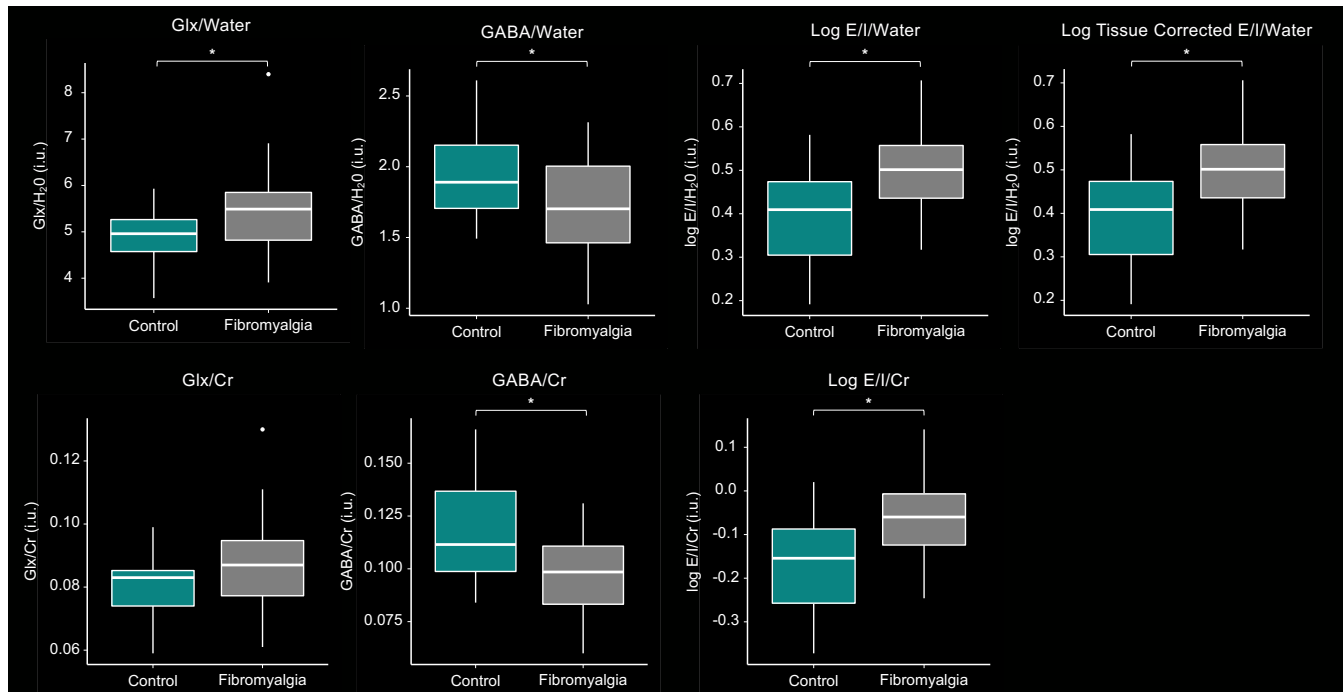 Glx/Water
*
Glx/H₂0 (i.u.)
8
7
6
5
4
Control
Fibromyalgia
GABA/Water
*
GABA/H₂0 (i.u.)
2.5
2.0
1.5
1.0
Control
Fibromyalgia
Log E/I/Water
*
log E/I/H₂0 (i.u.)
0.7
0.6
0.5
0.4
0.3
0.2
Control
Fibromyalgia
Log Tissue Corrected E/I/Water
*
log E/I/H₂0 (i.u.)
0.7
0.6
0.5
0.4
0.3
0.2
Control
Fibromyalgia
Glx/Cr
Glx/Cr (i.u.)
0.12
0.10
0.08
0.06
Control
Fibromyalgia
GABA/Cr
*
GABA/Cr (i.u.)
0.150
0.125
0.100
0.075
Control
Fibromyalgia
Log E/I/Cr
*
log E/I/Cr (i.u.)
0.1
0.0
-0.1
-0.2
-0.3
Control
Fibromyalgia